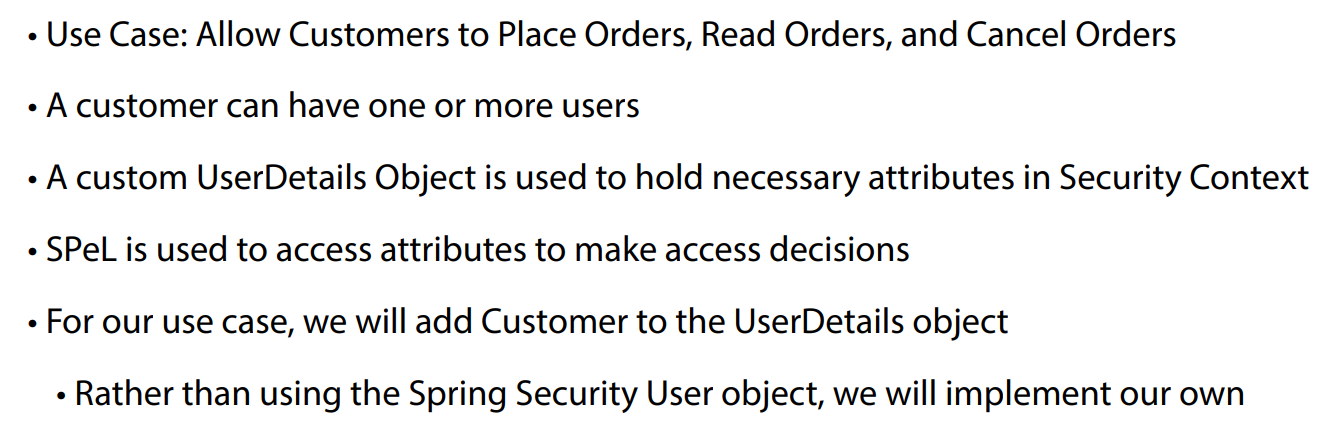 • Use Case: Allow Customers to Place Orders, Read Orders, and Cancel Orders
• A customer can have one or more users
• A custom UserDetails Object is used to hold necessary attributes in Security Context
• SPeL is used to access attributes to make access decisions
• For our use case, we will add Customer to the UserDetails object
• Rather than using the Spring Security User object, we will implement our own